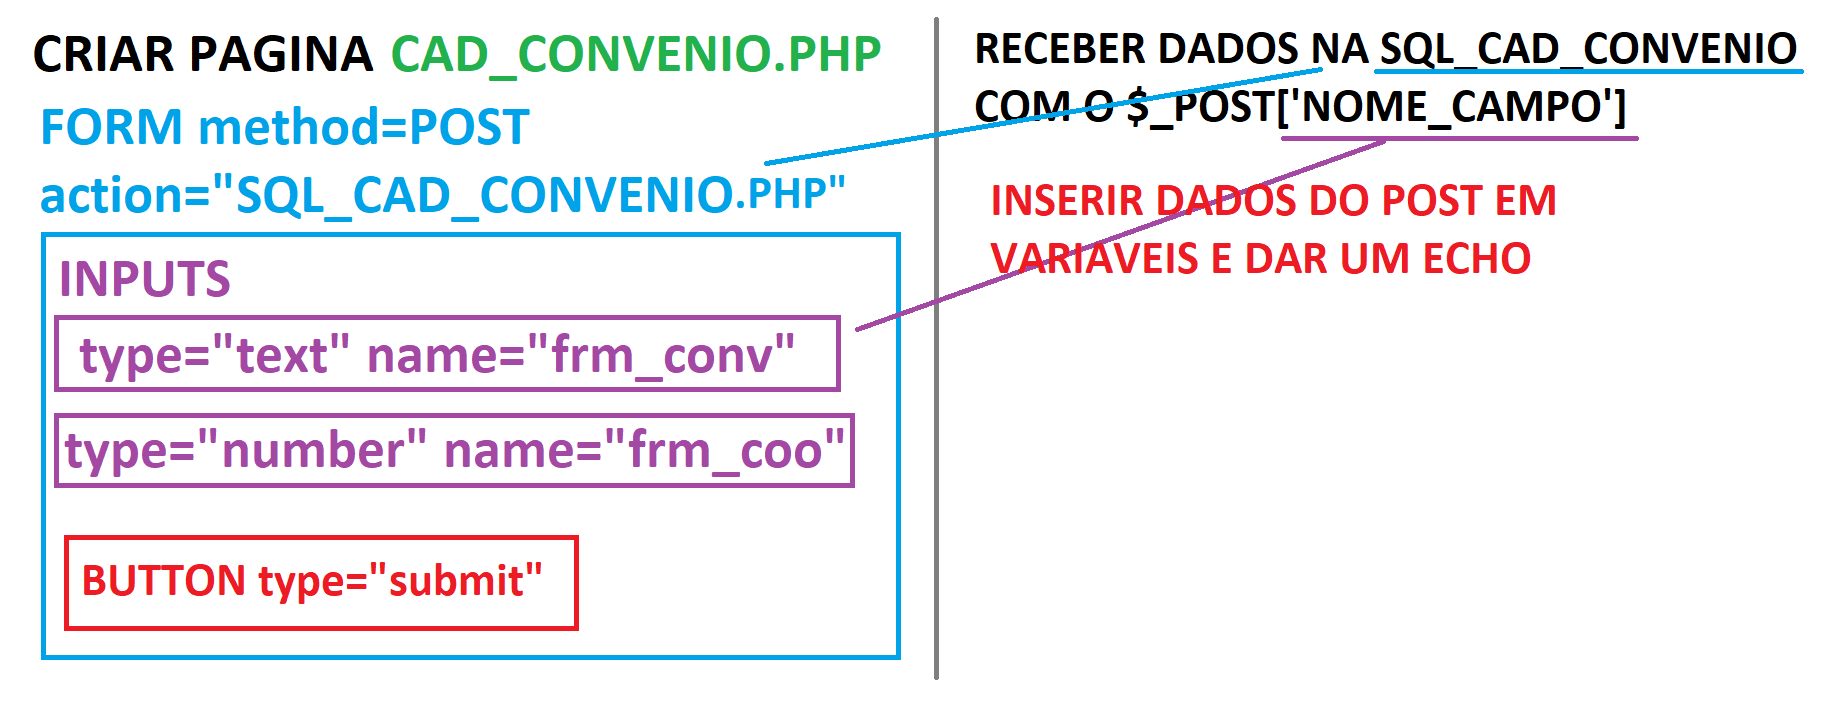 CRIAR PAGINA CAD_CONVENIO.PHP
FORM method=POST
action="SQL_CAD_CONVENIO.PHP"
INPUTS
type="text" name="frm_conv"
type="number" name="frm_coo"
BUTTON type="submit"
RECEBER DADOS NA SQL_CAD_CONVENIO
COM O $_POST['NOME_CAMPO']
INSERIR DADOS DO POST EM
VARIAVEIS E DAR UM ECHO